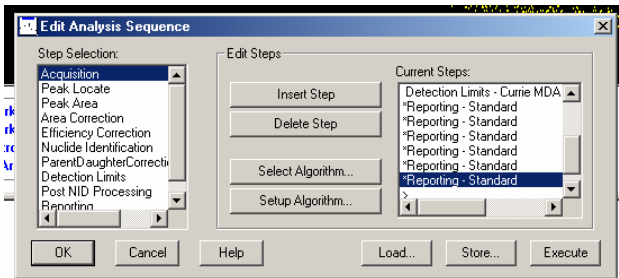 Edit Analysis Sequence
Step Selection:
Acquisition
Peak Locate
Peak Area
Area Correction
Efficiency Correction
Nuclide Identification
ParentDaughterCorrecti
Detection Limits
Post NID Processing
Reporting
Edit Steps
Insert Step
Delete Step
Select Algorithm...
Setup Algorithm...
Current Steps:
Detection Limits - Currie MDA
*Reporting - Standard
*Reporting - Standard
*Reporting - Standard
*Reporting - Standard
*Reporting - Standard
*Reporting - Standard
>
OK
Cancel
Help
Load...
Store...
Execute